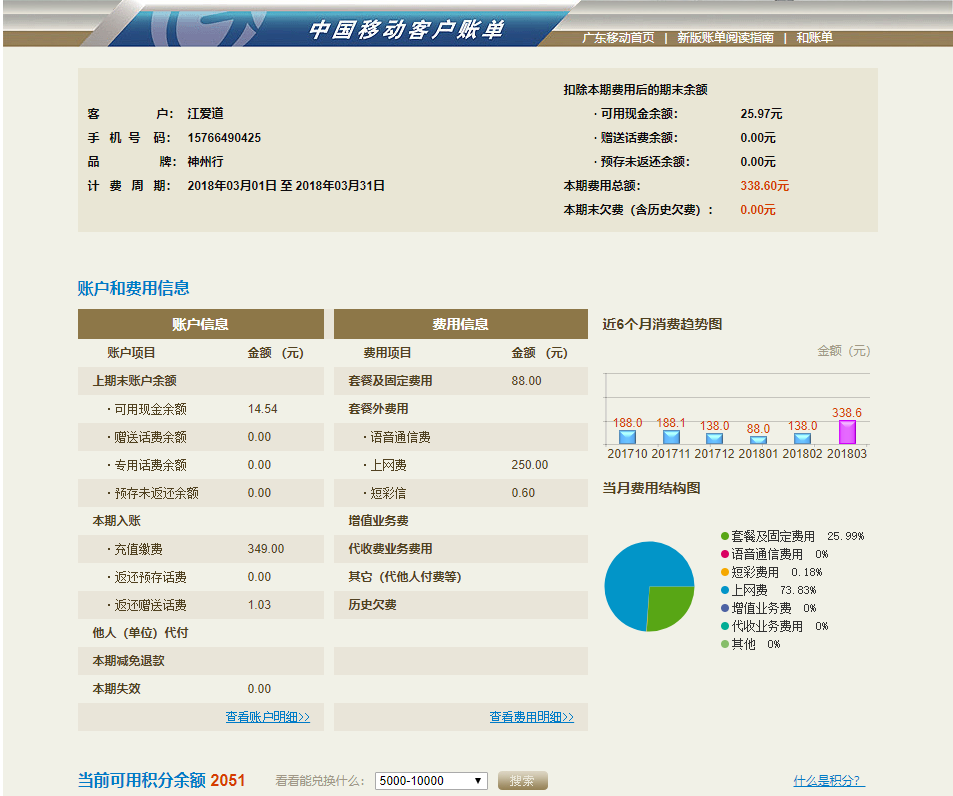 中国移动客户账单
广东移动首页 | 新版账单阅读指南 | 和账单
客 户： 江爱道
手 机 号 码： 15766490425
品 牌： 神州行
计 费 周 期： 2018年03月01日 至 2018年03月31日
扣除本期费用后的期末余额
·可用现金余额： 25.97元
·赠送话费余额： 0.00元
·预存未返还余额： 0.00元
本期费用总额： 338.60元
本期末欠费（含历史欠费）： 0.00元
账户和费用信息
账户信息
账户项目 金额 （元）
上期末账户余额
·可用现金余额 14.54
·赠送话费余额 0.00
·专用话费余额 0.00
·预存未返还余额 0.00
本期入账
·充值缴费 349.00
·返还预存话费 0.00
·返还赠送话费 1.03
他人（单位）代付
本期减免退款
本期失效 0.00
查看账户明细>>
费用信息
费用项目 金额 （元）
套餐及固定费用 88.00
套餐外费用
·语音通信费
·上网费 250.00
·短彩信 0.60
增值业务费
代收费业务费用
其它（代他人付费等）
历史欠费
查看费用明细>>
近6个月消费趋势图
金额（元）
188.0 188.1 138.0 88.0 138.0 338.6
201710 201711 201712 201801 201802 201803
当月费用结构图
套餐及固定费用 25.99%
语音通信费用 0%
短彩费用 0.18%
上网费 73.83%
增值业务费 0%
代收业务费用 0%
其他 0%
当前可用积分余额 2051 看看能兑换什么： 5000-10000 ▼ 搜索 什么是积分？